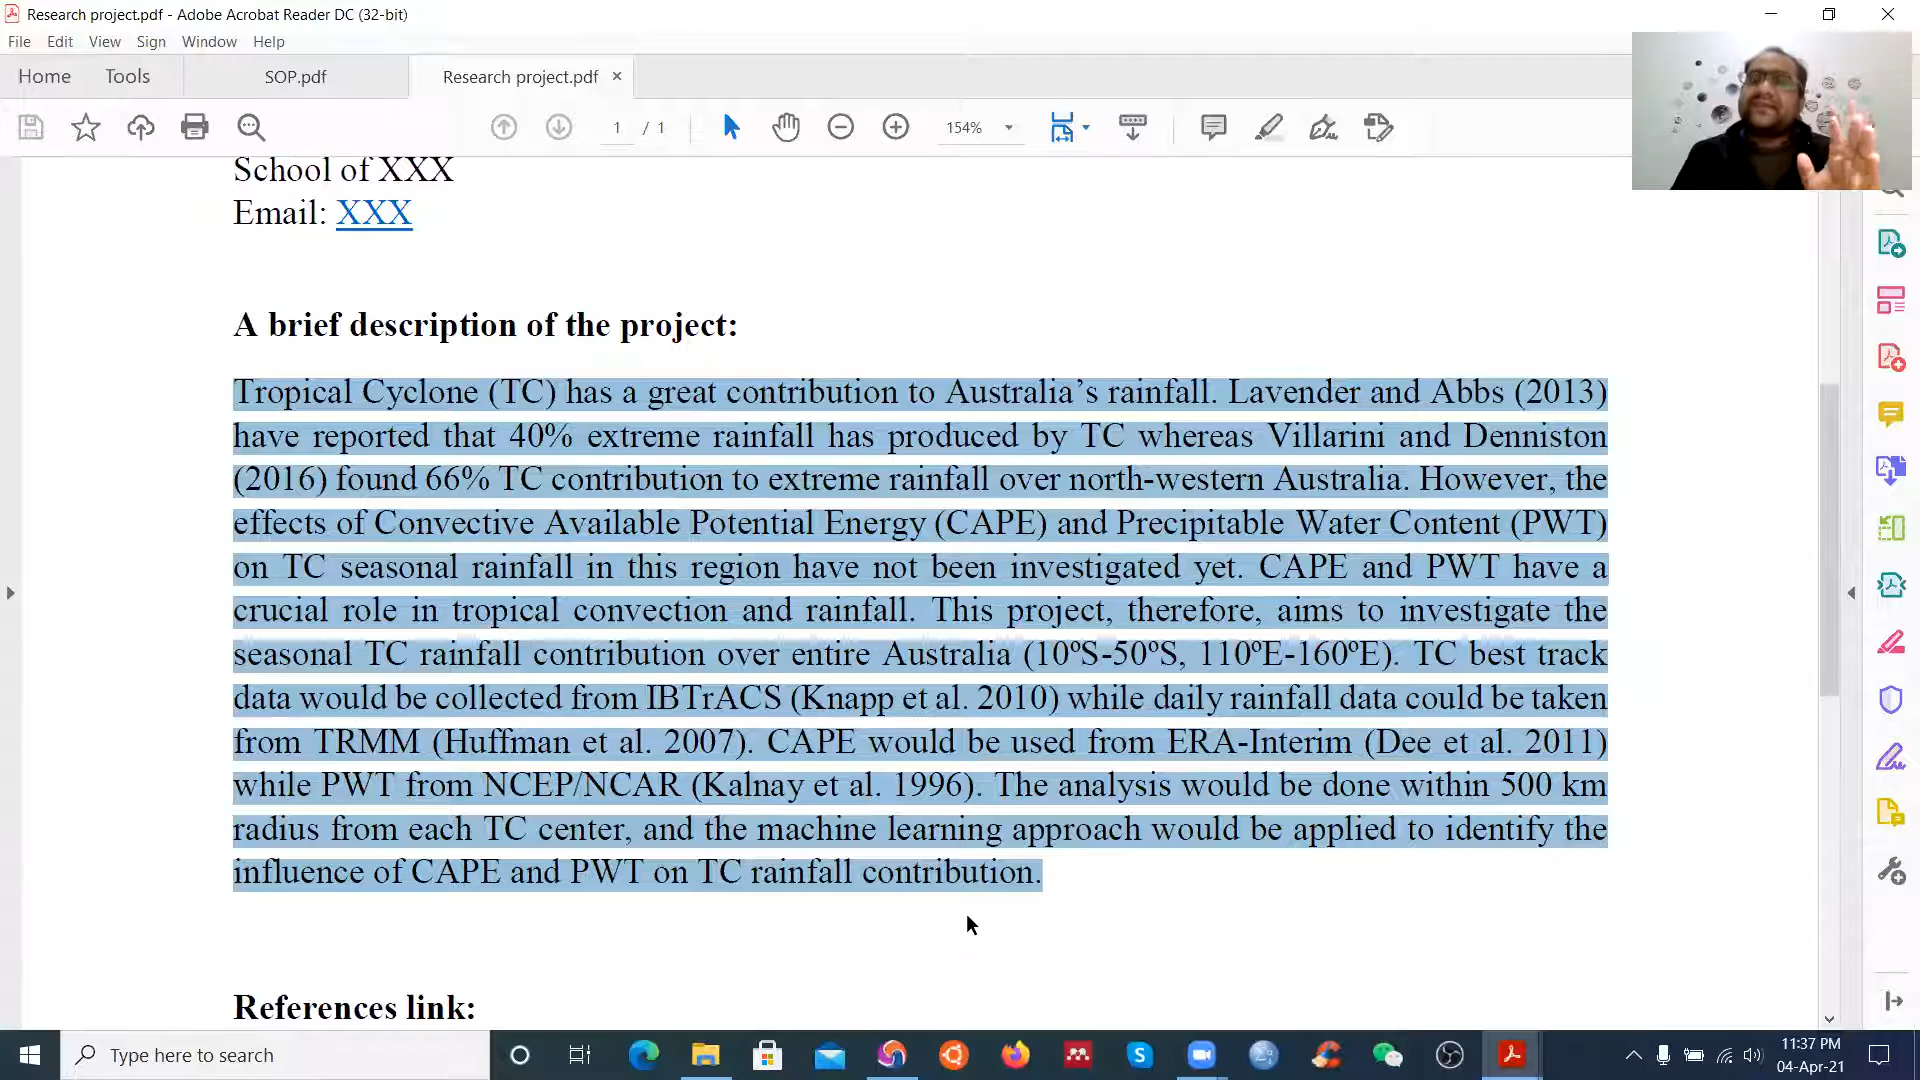 Research project.pdf - Adobe Acrobat Reader DC (32-bit)
File Edit View Sign Window Help
Home Tools SOP.pdf Research project.pdf ×
1 / 1 154%
School of XXX
Email: XXX
A brief description of the project:
Tropical Cyclone (TC) has a great contribution to Australia’s rainfall. Lavender and Abbs (2013)
have reported that 40% extreme rainfall has produced by TC whereas Villarini and Denniston
(2016) found 66% TC contribution to extreme rainfall over north-western Australia. However, the
effects of Convective Available Potential Energy (CAPE) and Precipitable Water Content (PWT)
on TC seasonal rainfall in this region have not been investigated yet. CAPE and PWT have a
crucial role in tropical convection and rainfall. This project, therefore, aims to investigate the
seasonal TC rainfall contribution over entire Australia (10ºS-50ºS, 110ºE-160ºE). TC best track
data would be collected from IBTrACS (Knapp et al. 2010) while daily rainfall data could be taken
from TRMM (Huffman et al. 2007). CAPE would be used from ERA-Interim (Dee et al. 2011)
while PWT from NCEP/NCAR (Kalnay et al. 1996). The analysis would be done within 500 km
radius from each TC center, and the machine learning approach would be applied to identify the
influence of CAPE and PWT on TC rainfall contribution.
References link:
Type here to search
11:37 PM
04-Apr-21